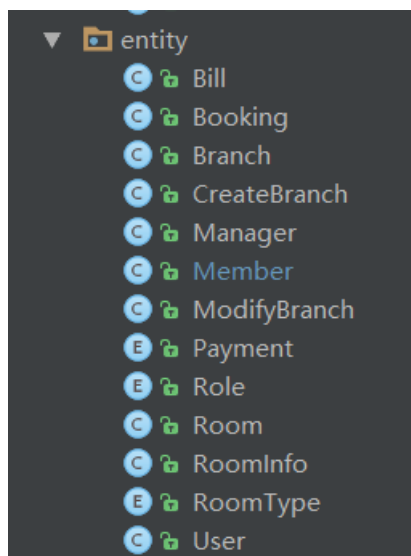 entity
C Bill
C Booking
C Branch
C CreateBranch
C Manager
C Member
C ModifyBranch
E Payment
E Role
C Room
C RoomInfo
E RoomType
C User